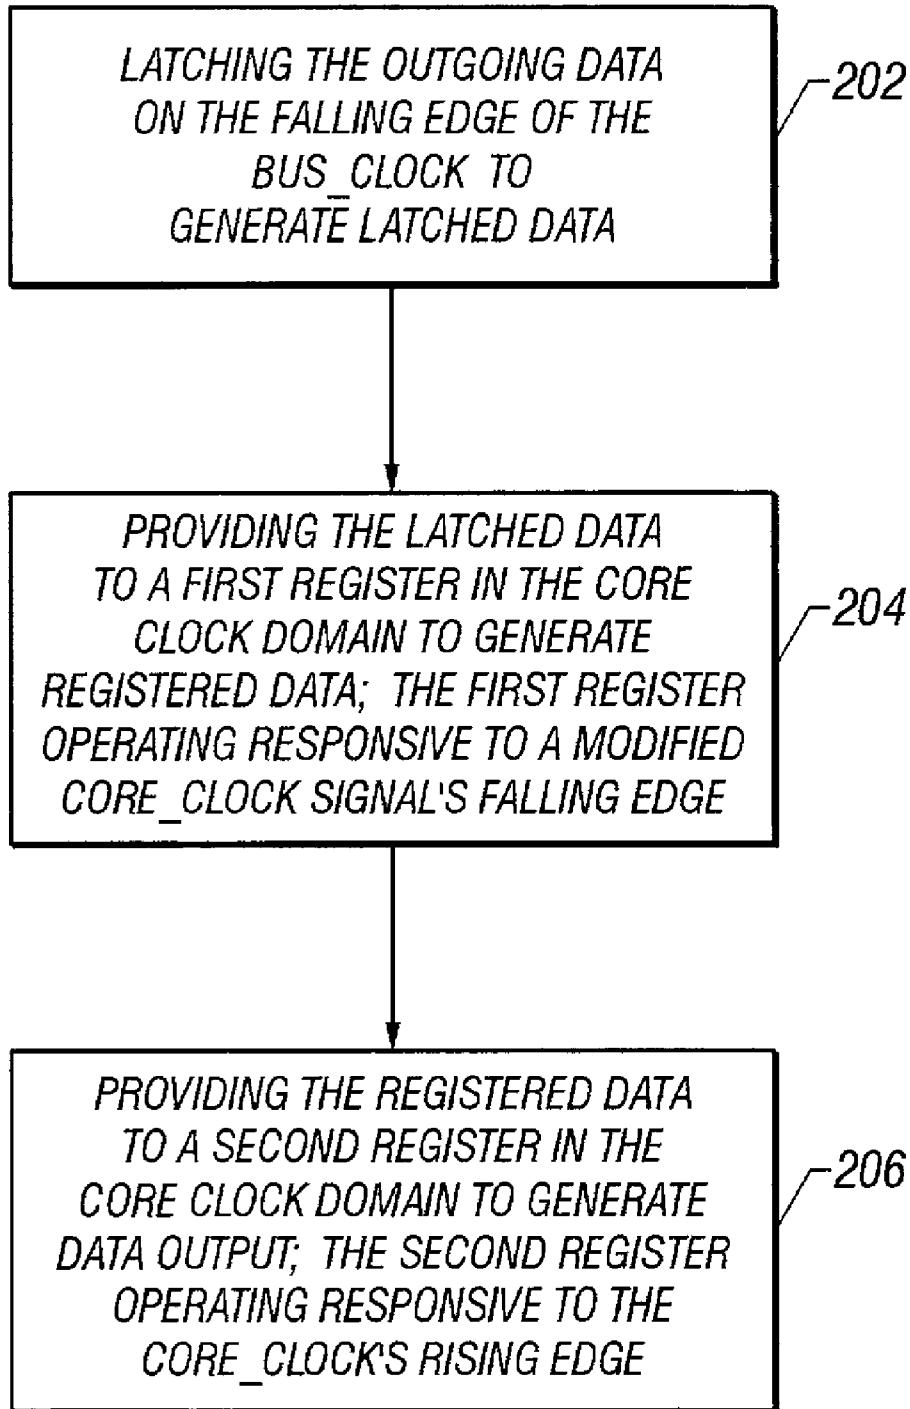 LATCHING THE OUTGOING DATA
ON THE FALLING EDGE OF THE
BUS_CLOCK TO
GENERATE LATCHED DATA
202
PROVIDING THE LATCHED DATA
TO A FIRST REGISTER IN THE CORE
CLOCK DOMAIN TO GENERATE
REGISTERED DATA; THE FIRST REGISTER
OPERATING RESPONSIVE TO A MODIFIED
CORE_CLOCK SIGNAL'S FALLING EDGE
204
PROVIDING THE REGISTERED DATA
TO A SECOND REGISTER IN THE
CORE CLOCK DOMAIN TO GENERATE
DATA OUTPUT; THE SECOND REGISTER
OPERATING RESPONSIVE TO THE
CORE_CLOCK'S RISING EDGE
206